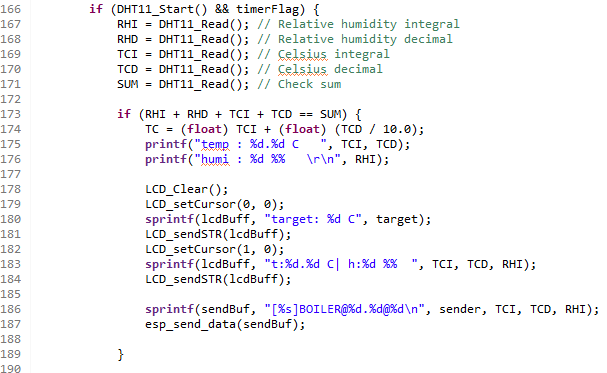 166 if (DHT11_Start() && timerFlag) {
167 RHI = DHT11_Read(); // Relative humidity integral
168 RHD = DHT11_Read(); // Relative humidity decimal
169 TCI = DHT11_Read(); // Celsius integral
170 TCD = DHT11_Read(); // Celsius decimal
171 SUM = DHT11_Read(); // Check sum
172
173 if (RHI + RHD + TCI + TCD == SUM) {
174 TC = (float) TCI + (float) (TCD / 10.0);
175 printf("temp : %d.%d C   ", TCI, TCD);
176 printf("humi : %d %%   \r\n", RHI);
177
178 LCD_Clear();
179 LCD_setCursor(0, 0);
180 sprintf(lcdBuff, "target: %d C", target);
181 LCD_sendSTR(lcdBuff);
182 LCD_setCursor(1, 0);
183 sprintf(lcdBuff, "t:%d.%d C| h:%d %%  ", TCI, TCD, RHI);
184 LCD_sendSTR(lcdBuff);
185
186 sprintf(sendBuf, "[%s]BOILER@%d.%d@%d\n", sender, TCI, TCD, RHI);
187 esp_send_data(sendBuf);
188
189 }
190